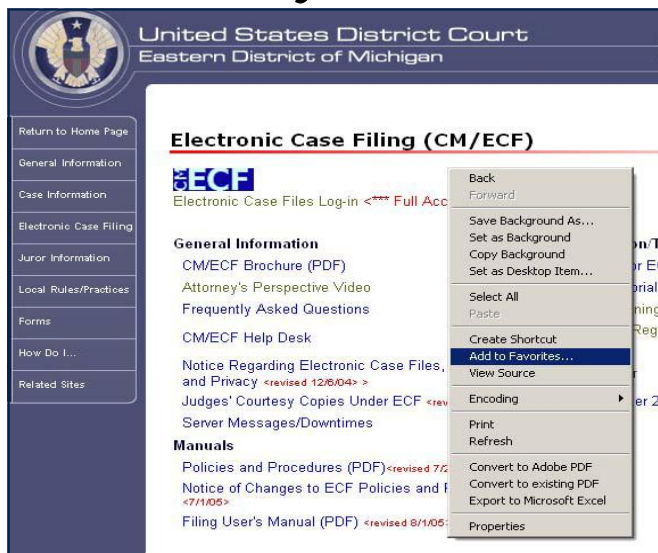 United States District Court
Eastern District of Michigan
Return to Home Page
General Information
Case Information
Electronic Case Filing
Juror Information
Local Rules/Practices
Forms
How Do I...
Related Sites
Electronic Case Filing (CM/ECF)
CM ECF
Electronic Case Files Log-in <*** Full Acc
General Information
CM/ECF Brochure (PDF)
Attorney's Perspective Video
Frequently Asked Questions
CM/ECF Help Desk
Notice Regarding Electronic Case Files,
and Privacy <revised 12/6/04> >
Judges' Courtesy Copies Under ECF <rev
Server Messages/Downtimes
Manuals
Policies and Procedures (PDF)<revised 7/2
Notice of Changes to ECF Policies and
<7/1/05>
Filing User's Manual (PDF) <revised 8/1/05
Back
Forward
Save Background As...
Set as Background
Copy Background
Set as Desktop Item...
Select All
Paste
Create Shortcut
Add to Favorites...
View Source
Encoding
Print
Refresh
Convert to Adobe PDF
Convert to existing PDF
Export to Microsoft Excel
Properties